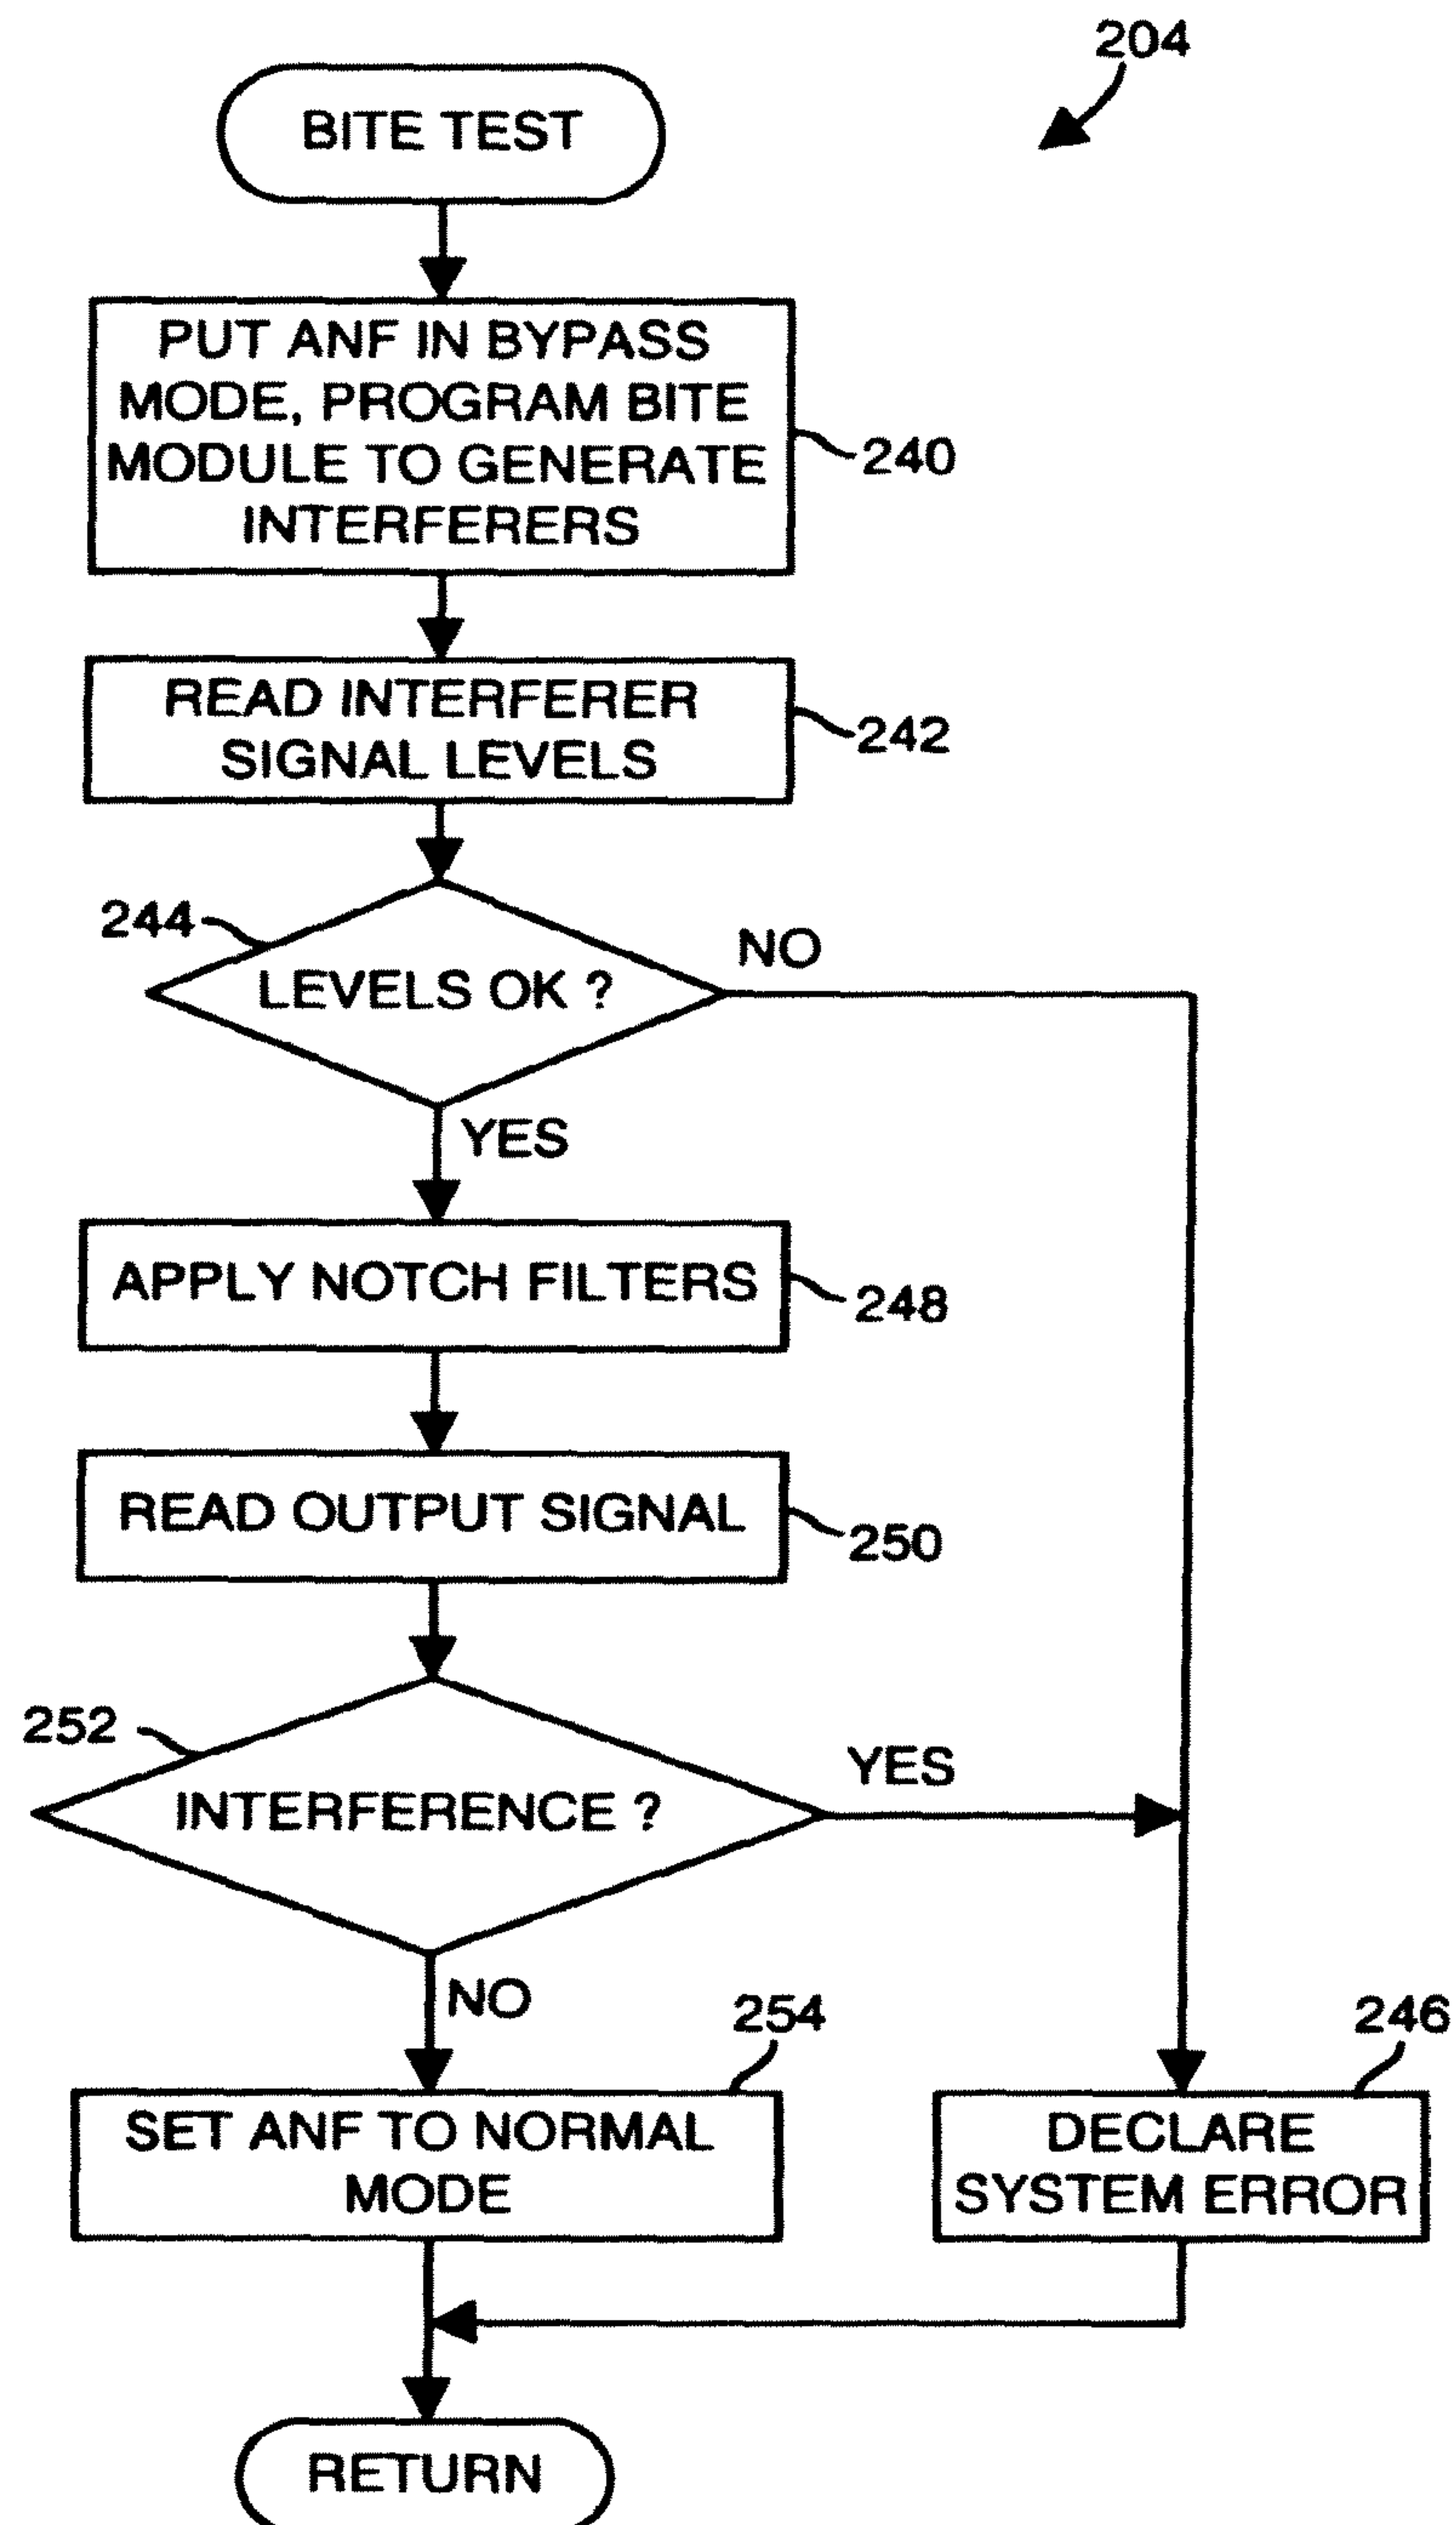 204
BITE TEST
PUT ANF IN BYPASS
MODE, PROGRAM BITE
MODULE TO GENERATE
INTERFERERS
240
READ INTERFERER
SIGNAL LEVELS
242
244
LEVELS OK ?
NO
YES
APPLY NOTCH FILTERS
248
READ OUTPUT SIGNAL
250
252
INTERFERENCE ?
YES
NO
254
246
SET ANF TO NORMAL
MODE
DECLARE
SYSTEM ERROR
RETURN